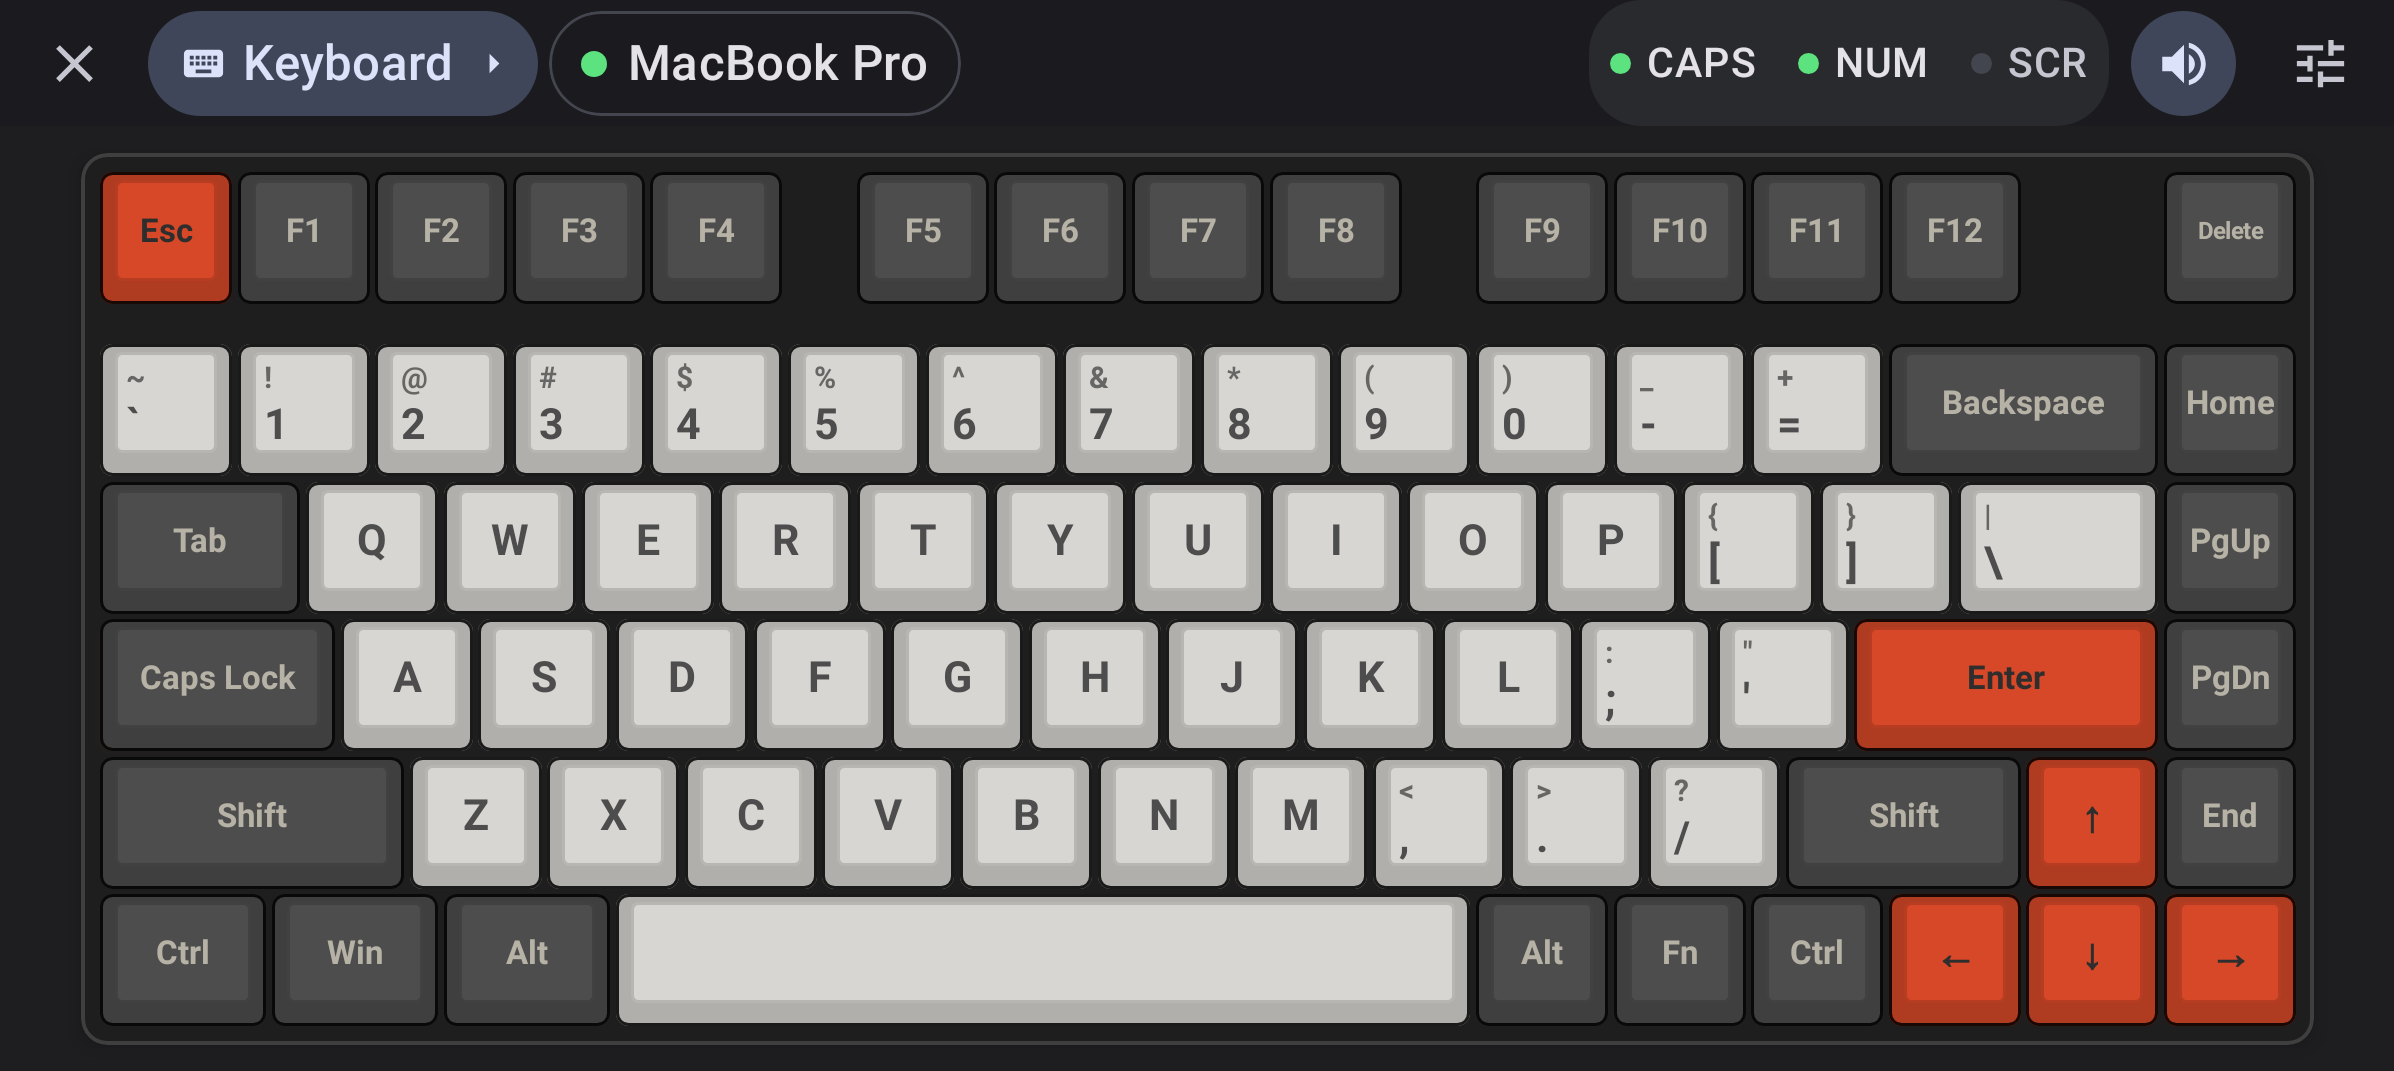 Keyboard MacBook Pro CAPS NUM SCR
Esc F1 F2 F3 F4 F5 F6 F7 F8 F9 F10 F11 F12 Delete
~ ! @ # $ % ^ & * ( ) _ +
` 1 2 3 4 5 6 7 8 9 0 - = Backspace Home
{ } |
Tab Q W E R T Y U I O P [ ] \ PgUp
: "
Caps Lock A S D F G H J K L ; ' Enter PgDn
< > ?
Shift Z X C V B N M , . / Shift ↑ End
Ctrl Win Alt Alt Fn Ctrl ← ↓ →